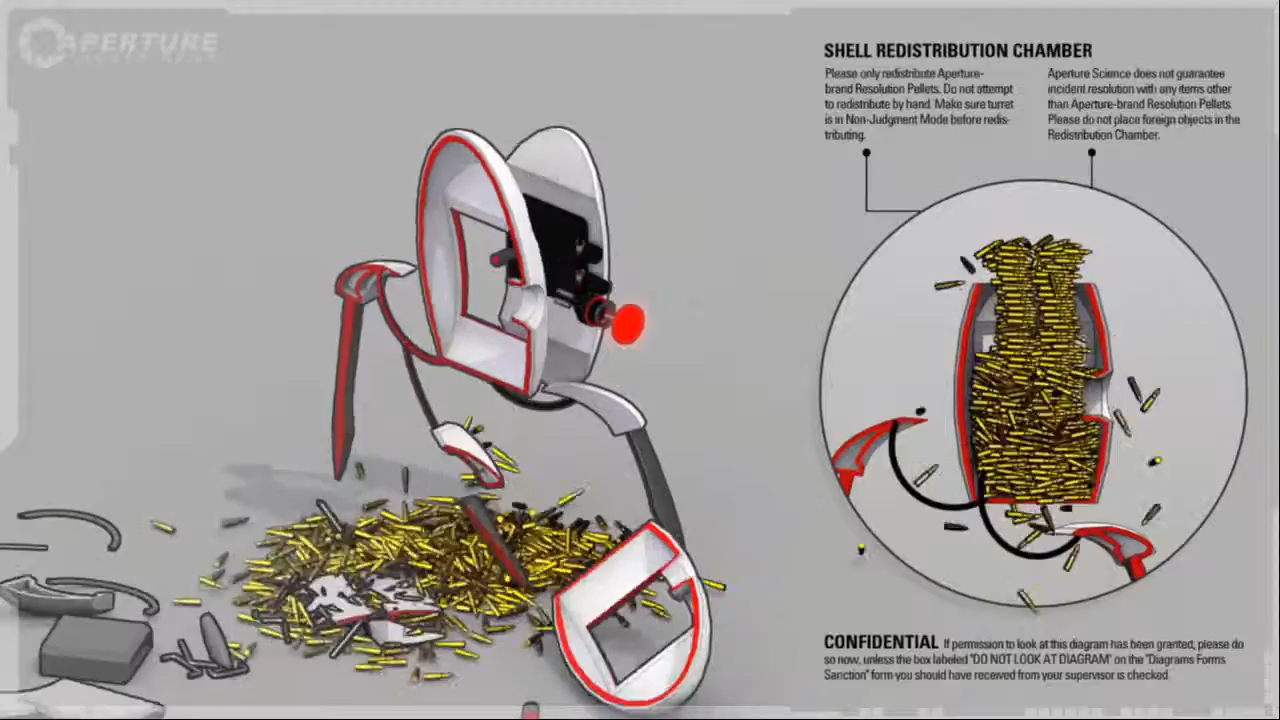 APERTURE
SHELL REDISTRIBUTION CHAMBER
Please only redistribute Aperture-
brand Resolution Pellets. Do not attempt
to redistribute by hand. Make sure turret
is in Non-Judgment Mode before redis-
tributing.
Aperture Science does not guarantee
incident resolution with any items other
than Aperture-brand Resolution Pellets.
Please do not place foreign objects in the
Redistribution Chamber.
CONFIDENTIAL If permission to look at this diagram has been granted, please do
so now, unless the box labeled "DO NOT LOOK AT DIAGRAM" on the "Diagrams Forms
Sanction" form you should have received from your supervisor is checked.